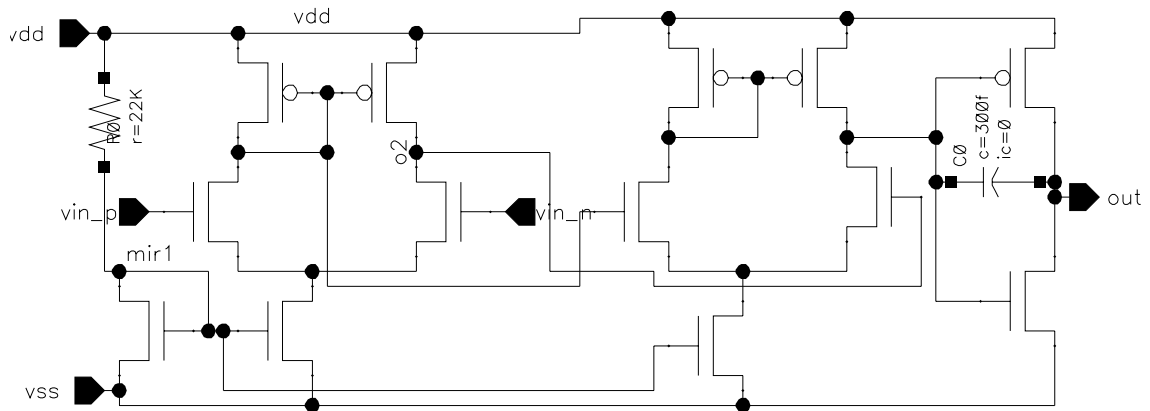 vdd
vdd
R0
r=22K
o2
C0
c=300f
ic=0
vin_p
vin_n
out
mir1
vss